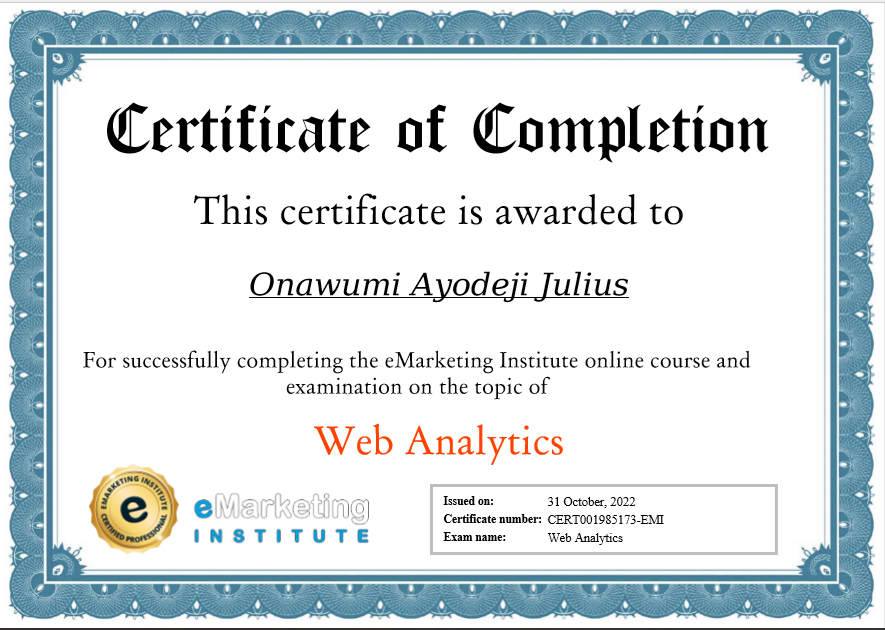 Certificate of Completion
This certificate is awarded to
Onawumi Ayodeji Julius
For successfully completing the eMarketing Institute online course and
examination on the topic of
Web Analytics
EMARKETING INSTITUTE
e
CERTIFIED PROFESSIONAL
eMarketing
INSTITUTE
Issued on: 31 October, 2022
Certificate number: CERT001985173-EMI
Exam name: Web Analytics